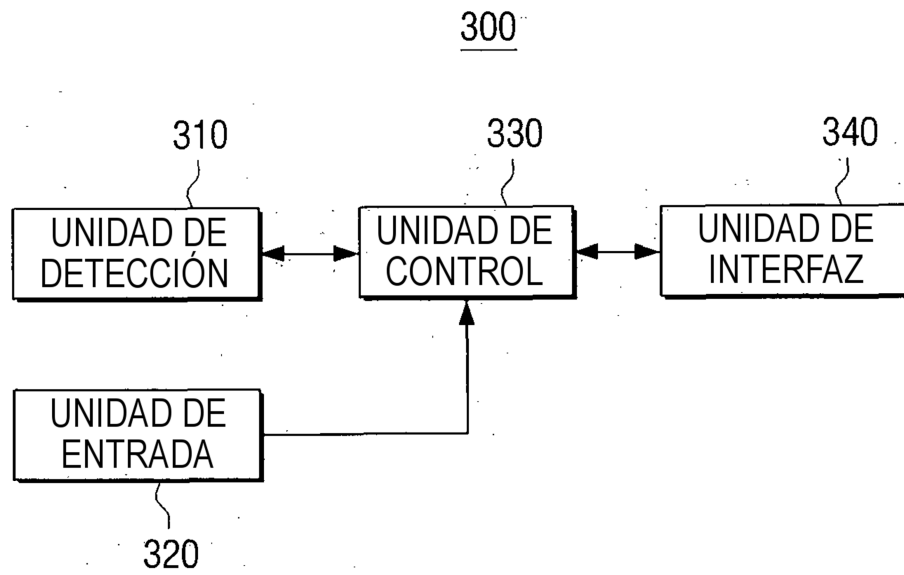 300
310
330
340
UNIDAD DE
DETECCIÓN
UNIDAD DE
CONTROL
UNIDAD DE
INTERFAZ
UNIDAD DE
ENTRADA
320